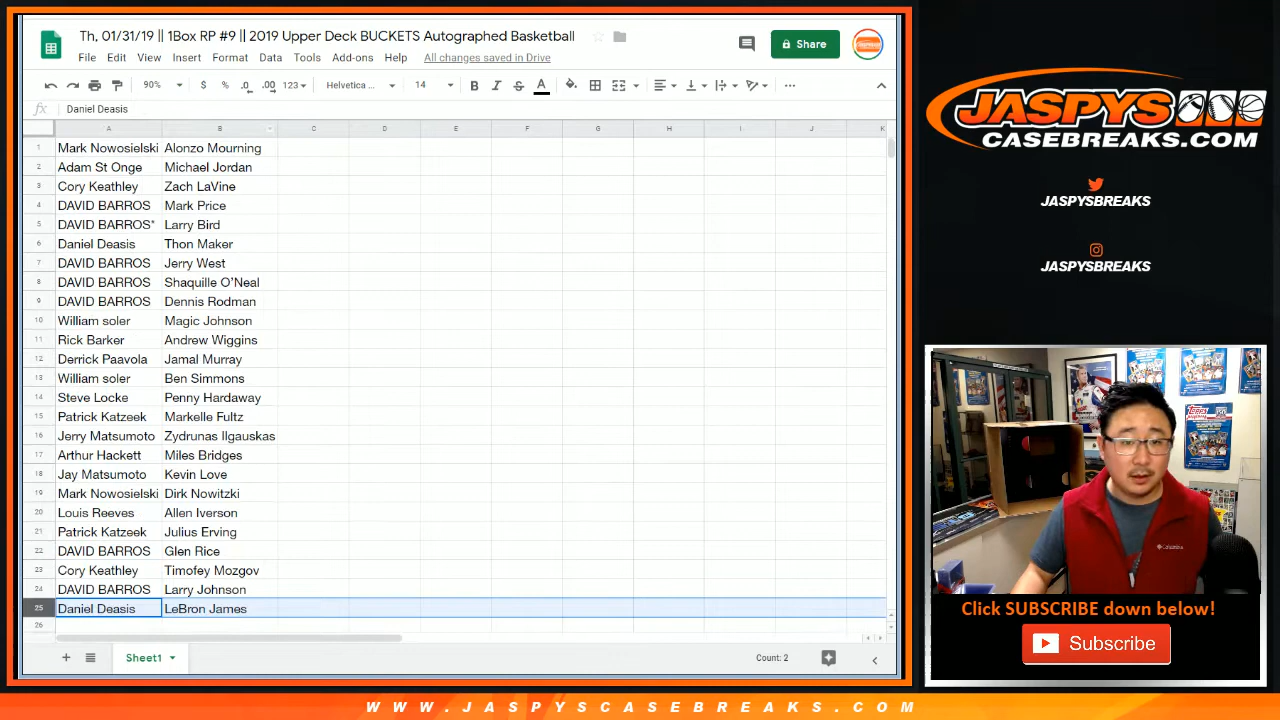 Th, 01/31/19 || 1Box RP #9 || 2019 Upper Deck BUCKETS Autographed Basketball
File Edit View Insert Format Data Tools Add-ons Help All changes saved in Drive
Share
90% $ % .0 .00 123 Helvetica ... 14 B I S A
fx Daniel Deasis
A B C D E F G H I J K
1 Mark Nowosielski Alonzo Mourning
2 Adam St Onge Michael Jordan
3 Cory Keathley Zach LaVine
4 DAVID BARROS Mark Price
5 DAVID BARROS* Larry Bird
6 Daniel Deasis Thon Maker
7 DAVID BARROS Jerry West
8 DAVID BARROS Shaquille O'Neal
9 DAVID BARROS Dennis Rodman
10 William soler Magic Johnson
11 Rick Barker Andrew Wiggins
12 Derrick Paavola Jamal Murray
13 William soler Ben Simmons
14 Steve Locke Penny Hardaway
15 Patrick Katzeek Markelle Fultz
16 Jerry Matsumoto Zydrunas Ilgauskas
17 Arthur Hackett Miles Bridges
18 Jay Matsumoto Kevin Love
19 Mark Nowosielski Dirk Nowitzki
20 Louis Reeves Allen Iverson
21 Patrick Katzeek Julius Erving
22 DAVID BARROS Glen Rice
23 Cory Keathley Timofey Mozgov
24 DAVID BARROS Larry Johnson
25 Daniel Deasis LeBron James
26
Sheet1
Count: 2
JASPYS
CASEBREAKS.COM
JASPYSBREAKS
JASPYSBREAKS
Columbia
Click SUBSCRIBE down below!
Subscribe
WWW.JASPYSCASEBREAKS.COM